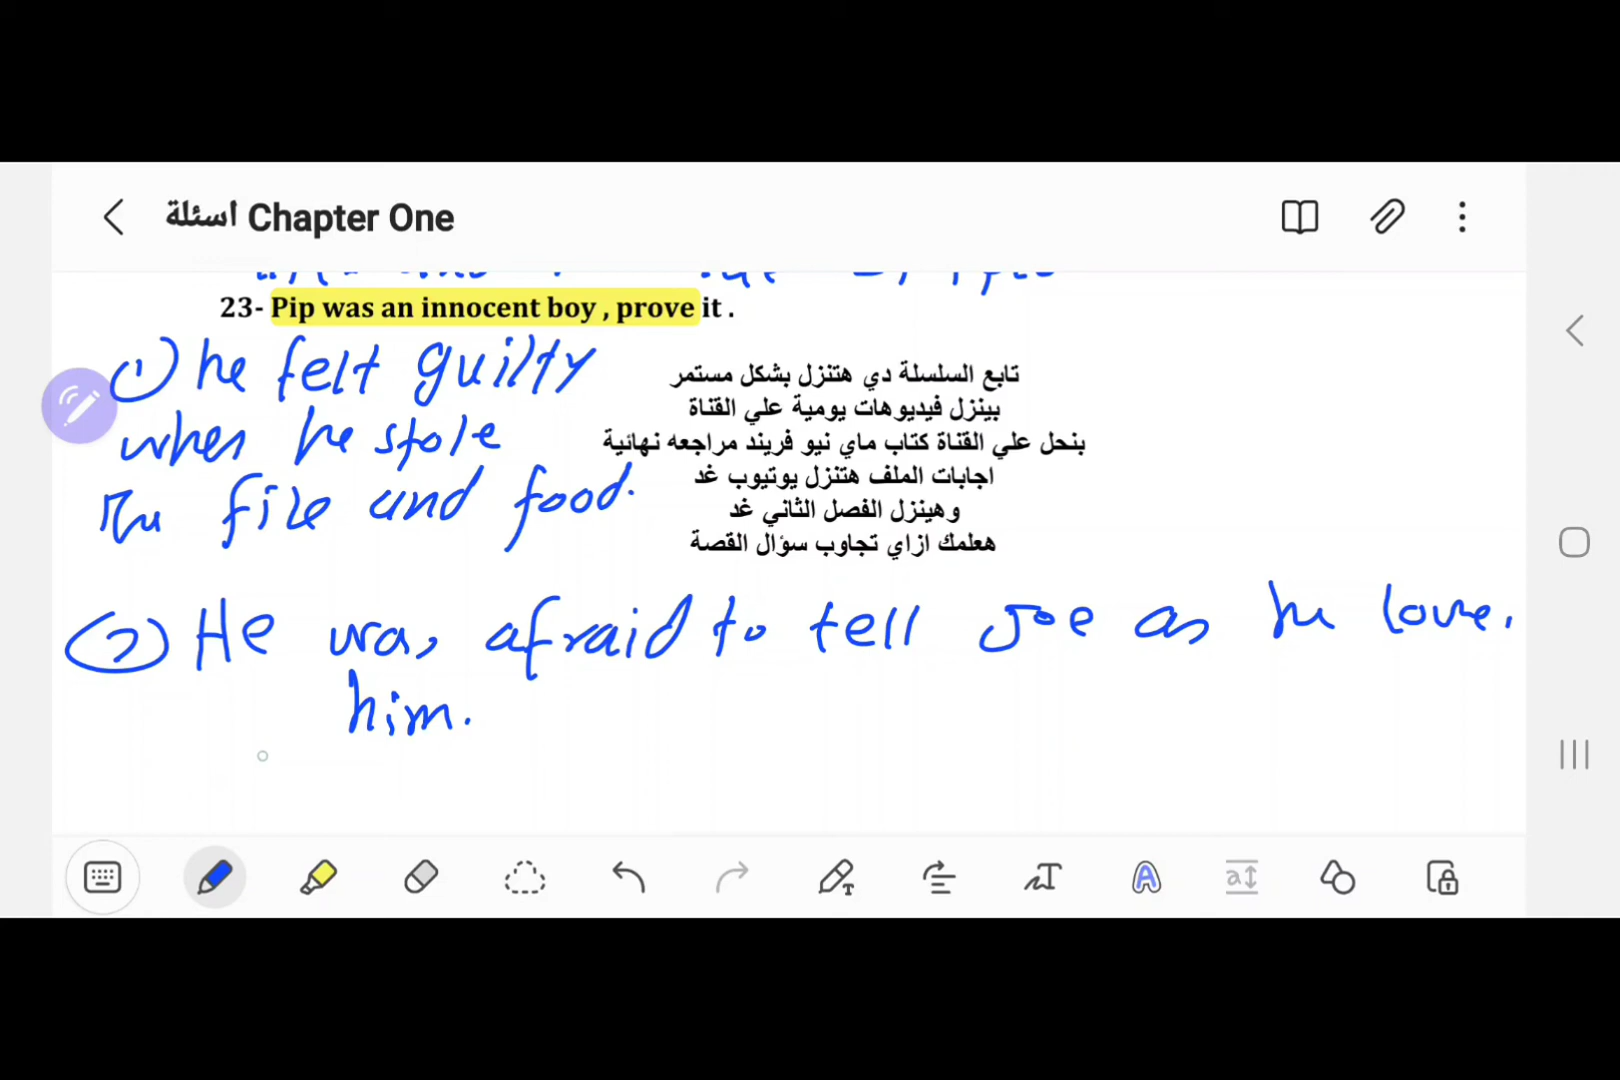 اسئلة Chapter One
23- Pip was an innocent boy , prove it .
1) he felt guilty
when he stole
the file and food.
تابع السلسلة دي هتنزل بشكل مستمر
بينزل فيديوهات يومية علي القناة
بنحل علي القناة كتاب ماي نيو فريند مراجعه نهائية
اجابات الملف هتنزل يوتيوب غد
وهينزل الفصل الثاني غد
هعلمك ازاي تجاوب سؤال القصة
2) He was afraid to tell Joe as he love.
him.